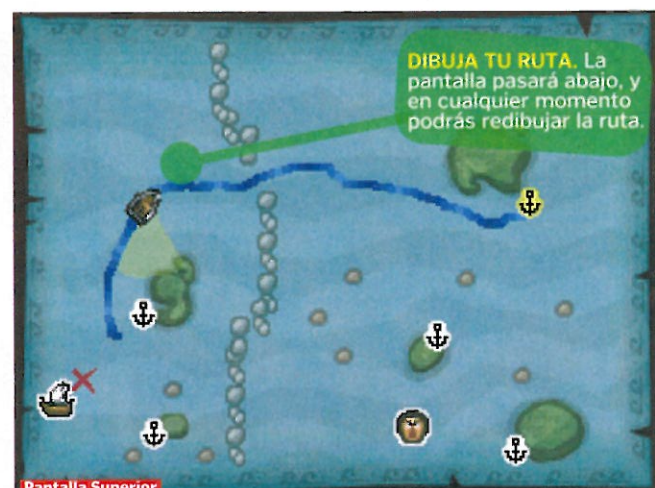 DIBUJA TU RUTA. La
pantalla pasará abajo, y
en cualquier momento
podrás redibujar la ruta.
Pantalla Superior